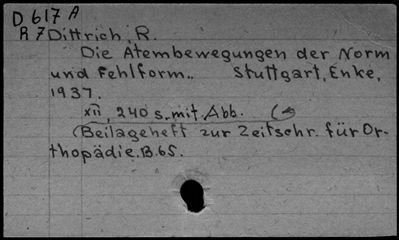 D 617 A
R 7 Dittrich, R.
Die Atembewegungen der Norm
und Fehlform.. Stuttgart, Enke,
1937.
XII, 240 S. mit Abb.
(Beilageheft zur Zeitschr. für Or-
thopädie. B. 65.